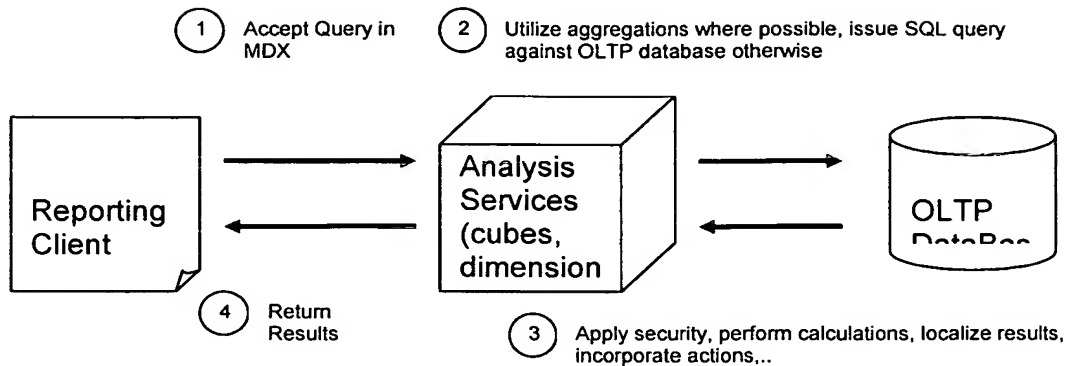 1 Accept Query in
MDX
2 Utilize aggregations where possible, issue SQL query
against OLTP database otherwise
Reporting
Client
Analysis
Services
(cubes,
dimension
OLTP
4 Return
Results
3 Apply security, perform calculations, localize results,
incorporate actions,..